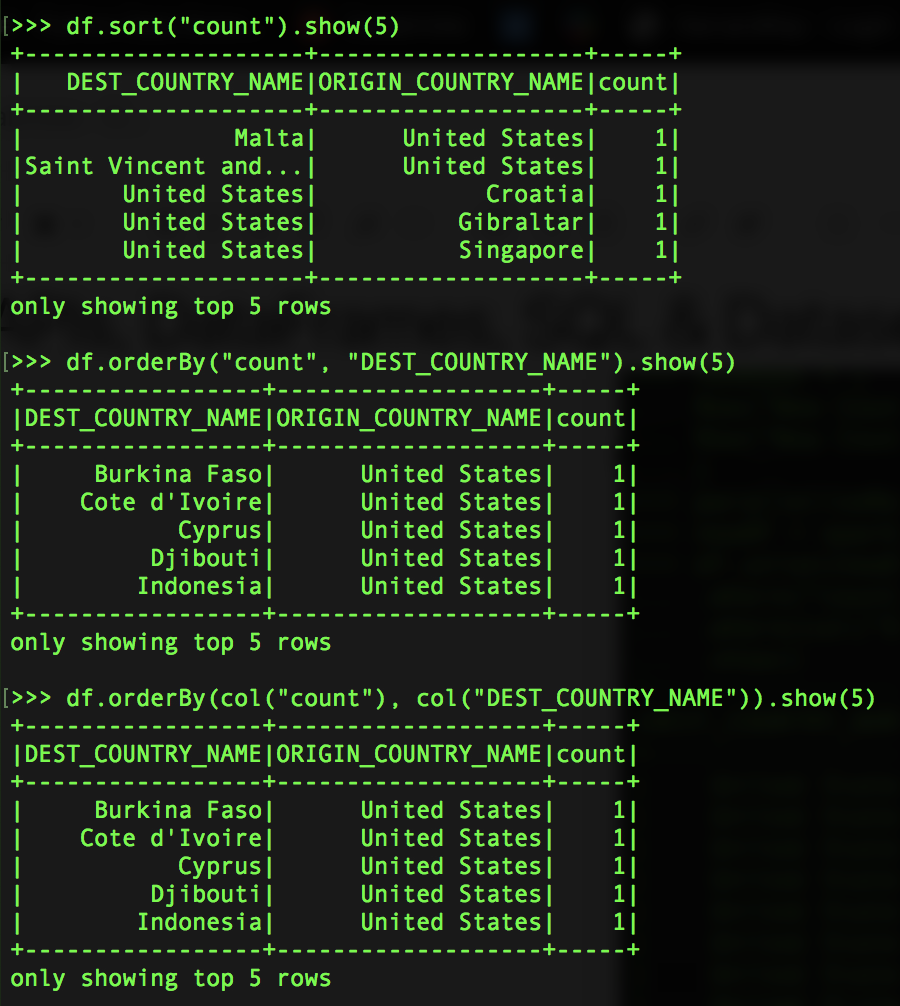 [>>> df.sort("count").show(5)
+--------------------+-------------------+-----+
|   DEST_COUNTRY_NAME|ORIGIN_COUNTRY_NAME|count|
+--------------------+-------------------+-----+
|               Malta|      United States|    1|
|Saint Vincent and...|      United States|    1|
|       United States|            Croatia|    1|
|       United States|          Gibraltar|    1|
|       United States|          Singapore|    1|
+--------------------+-------------------+-----+
only showing top 5 rows
[>>> df.orderBy("count", "DEST_COUNTRY_NAME").show(5)
+-----------------+-------------------+-----+
|DEST_COUNTRY_NAME|ORIGIN_COUNTRY_NAME|count|
+-----------------+-------------------+-----+
|     Burkina Faso|      United States|    1|
|    Cote d'Ivoire|      United States|    1|
|           Cyprus|      United States|    1|
|         Djibouti|      United States|    1|
|        Indonesia|      United States|    1|
+-----------------+-------------------+-----+
only showing top 5 rows
[>>> df.orderBy(col("count"), col("DEST_COUNTRY_NAME")).show(5)
+-----------------+-------------------+-----+
|DEST_COUNTRY_NAME|ORIGIN_COUNTRY_NAME|count|
+-----------------+-------------------+-----+
|     Burkina Faso|      United States|    1|
|    Cote d'Ivoire|      United States|    1|
|           Cyprus|      United States|    1|
|         Djibouti|      United States|    1|
|        Indonesia|      United States|    1|
+-----------------+-------------------+-----+
only showing top 5 rows